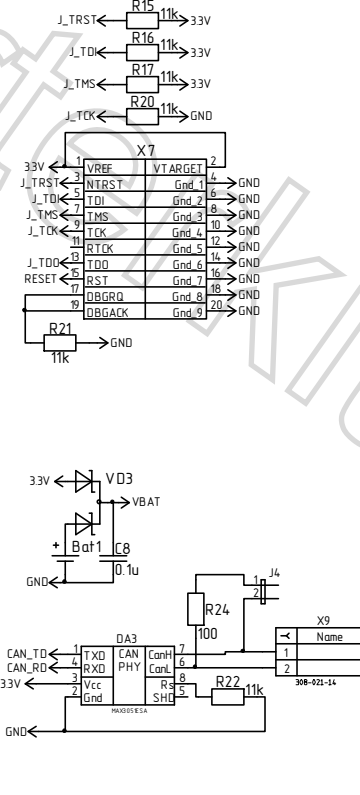 R15
J_TRST 11k 3.3V
R16
J_TDI 11k 3.3V
R17
J_TMS 11k 3.3V
R20
J_TCK 11k GND
X7
3.3V 1 VREF VTARGET 2
J_TRST 3 NTRST Gnd_1 4 GND
J_TDI 5 TDI Gnd_2 6 GND
J_TMS 7 TMS Gnd_3 8 GND
J_TCK 9 TCK Gnd_4 10 GND
11 RTCK Gnd_5 12 GND
J_TDO 13 TDO Gnd_6 14 GND
RESET 15 RST Gnd_7 16 GND
17 DBGRQ Gnd_8 18 GND
19 DBGACK Gnd_9 20 GND
R21
11k GND
3.3V VD3
VBAT
+ Bat1 C8
GND 0.1u
J4
1
2
R24
100
DA3
X9
Name
CAN_TD 1 TXD CAN CanH 7
1
CAN_RD 4 RXD PHY CanL 6
2
3.3V 3 Vcc Rs 8 R22 11k
30B-021-14
2 Gnd SHD 5
MAX3051ESA
GND